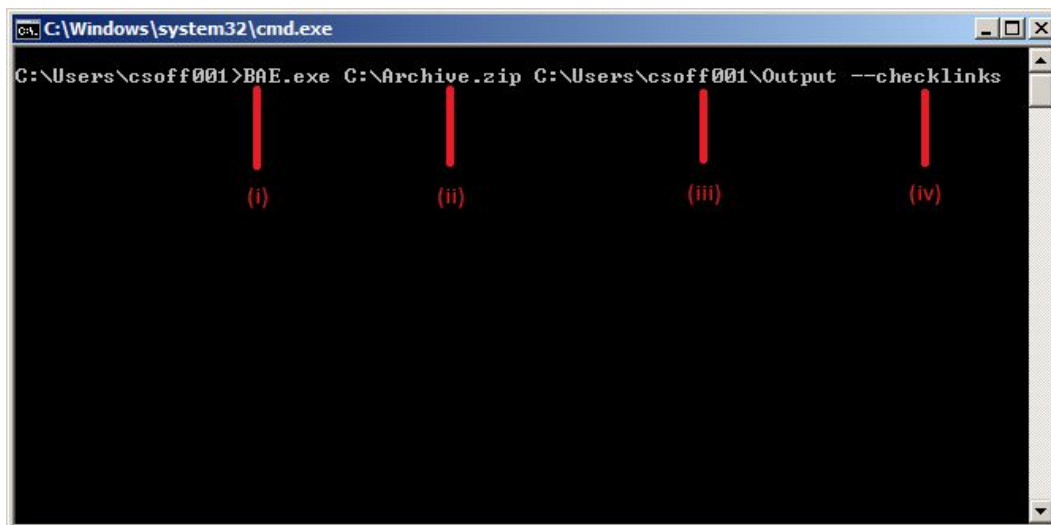 C:\Windows\system32\cmd.exe
C:\Users\csoff001>BAE.exe C:\Archive.zip C:\Users\csoff001\Output --checklinks
(i) (ii) (iii) (iv)